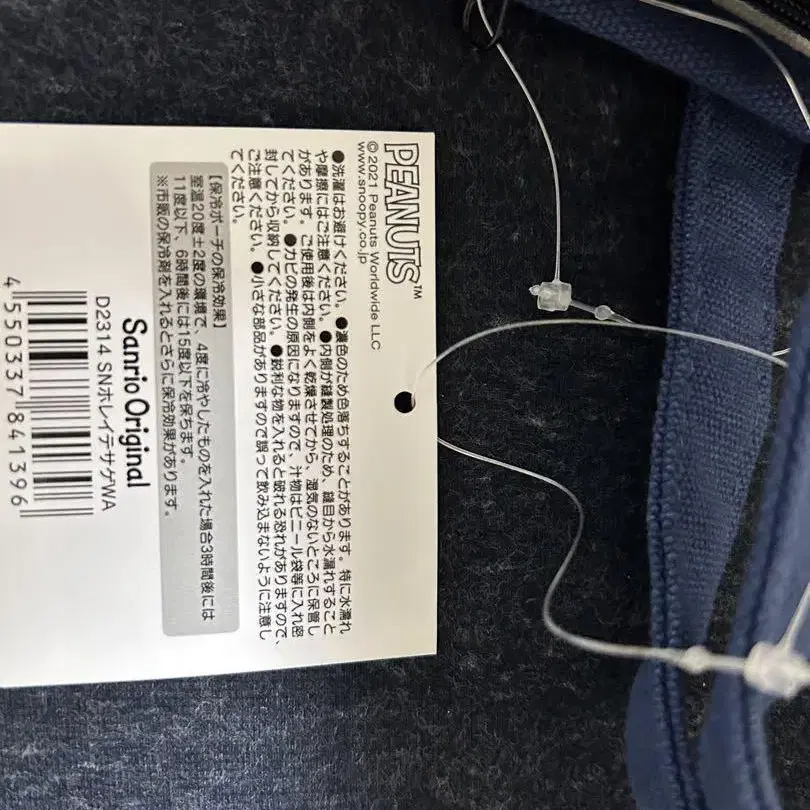 PEANUTS™
©2021 Peanuts Worldwide LLC
www.snoopy.co.jp
●洗濯はお避けください。●濃色のため色落ちすることがあります。特に水濡れ
や摩擦にはご注意ください。●内側が縫製処理のため、縫目から水漏れすること
があります。ご使用後は内側をよく乾燥させてから、湿気のないところに保管し
てください。●カビの発生の原因になりますので、汁物はビニール袋等に入れ密
封してから収納してください。●鋭利な物を入れると破れる恐れがありますので、
ご注意ください。●小さな部品がありますので誤って飲み込まないように注意し
てください。
【保冷ポーチの保冷効果】
室温20度±2度の環境で、4度に冷やしたものを入れた場合3時間後には
11度以下、6時間後には15度以下を保ちます。
※市販の保冷剤を入れるとさらに保冷効果があります。
Sanrio Original
D2314 SNホレイテサゲWA
4 550337 841396